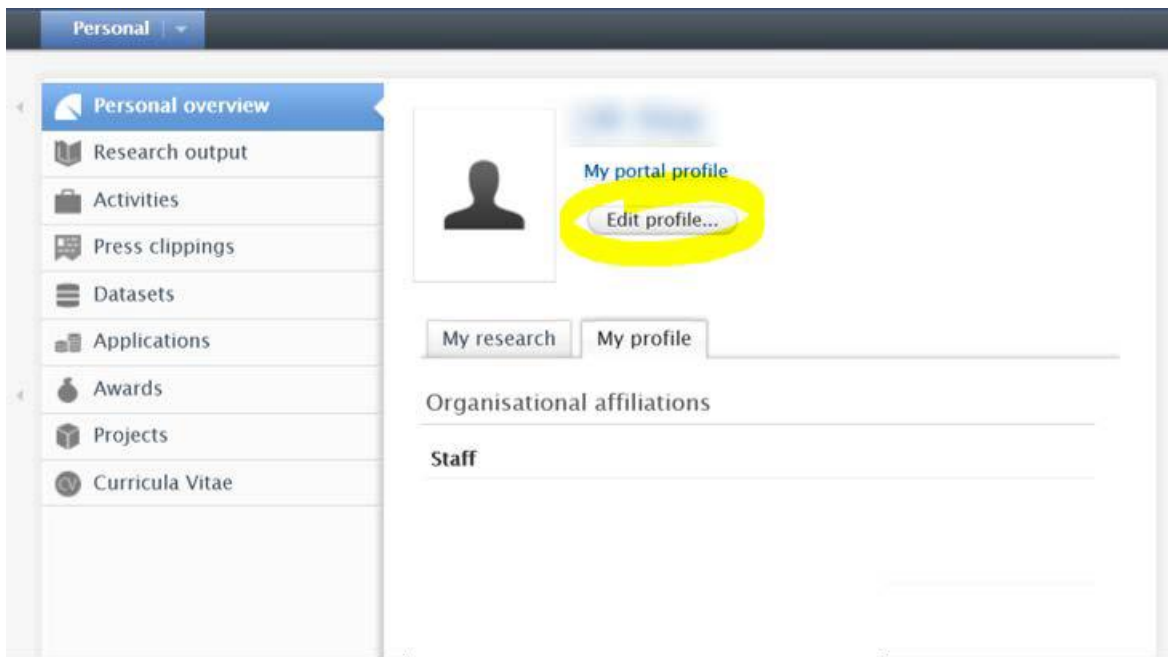 Personal
Personal overview
Research output
Activities
Press clippings
Datasets
Applications
Awards
Projects
Curricula Vitae
My portal profile
Edit profile...
My research
My profile
Organisational affiliations
Staff